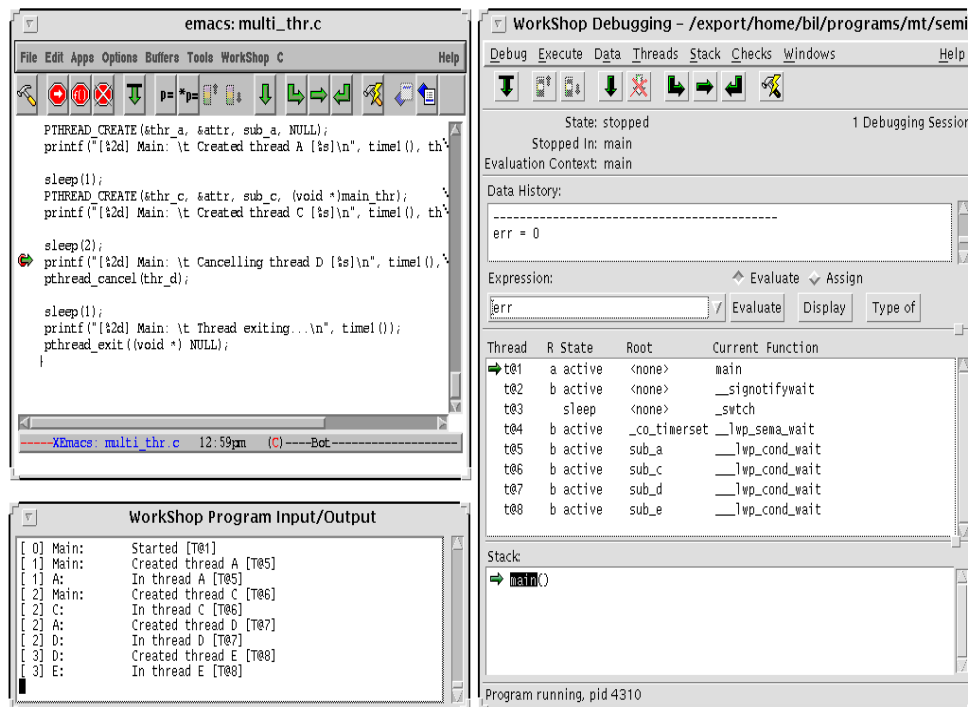 emacs: multi_thr.c
File Edit Apps Options Buffers Tools WorkShop C Help
p= *p=
PTHREAD_CREATE(&thr_a, &attr, sub_a, NULL);
printf("[%2d] Main: \t Created thread A [%s]\n", time1(), th
sleep(1);
PTHREAD_CREATE(&thr_c, &attr, sub_c, (void *)main_thr);
printf("[%2d] Main: \t Created thread C [%s]\n", time1(), th
sleep(2);
printf("[%2d] Main: \t Cancelling thread D [%s]\n", time1(),
pthread_cancel(thr_d);
sleep(1);
printf("[%2d] Main: \t Thread exiting...\n", time1());
pthread_exit((void *) NULL);
}
-----XEmacs: multi_thr.c 12:59pm (C)----Bot--------------------
WorkShop Program Input/Output
[ 0] Main: Started [T@1]
[ 1] Main: Created thread A [T@5]
[ 1] A: In thread A [T@5]
[ 2] Main: Created thread C [T@6]
[ 2] C: In thread C [T@6]
[ 2] A: Created thread D [T@7]
[ 2] D: In thread D [T@7]
[ 3] D: Created thread E [T@8]
[ 3] E: In thread E [T@8]
WorkShop Debugging – /export/home/bil/programs/mt/semi
Debug Execute Data Threads Stack Checks Windows Help
State: stopped 1 Debugging Session
Stopped In: main
Evaluation Context: main
Data History:
-------------------------------------------
err = 0
Expression: Evaluate Assign
err Evaluate Display Type of
Thread R State Root Current Function
t@1 a active <none> main
t@2 b active <none> __signotifywait
t@3 sleep <none> _swtch
t@4 b active _co_timerset __lwp_sema_wait
t@5 b active sub_a ___lwp_cond_wait
t@6 b active sub_c ___lwp_cond_wait
t@7 b active sub_d ___lwp_cond_wait
t@8 b active sub_e ___lwp_cond_wait
Stack:
main()
Program running, pid 4310